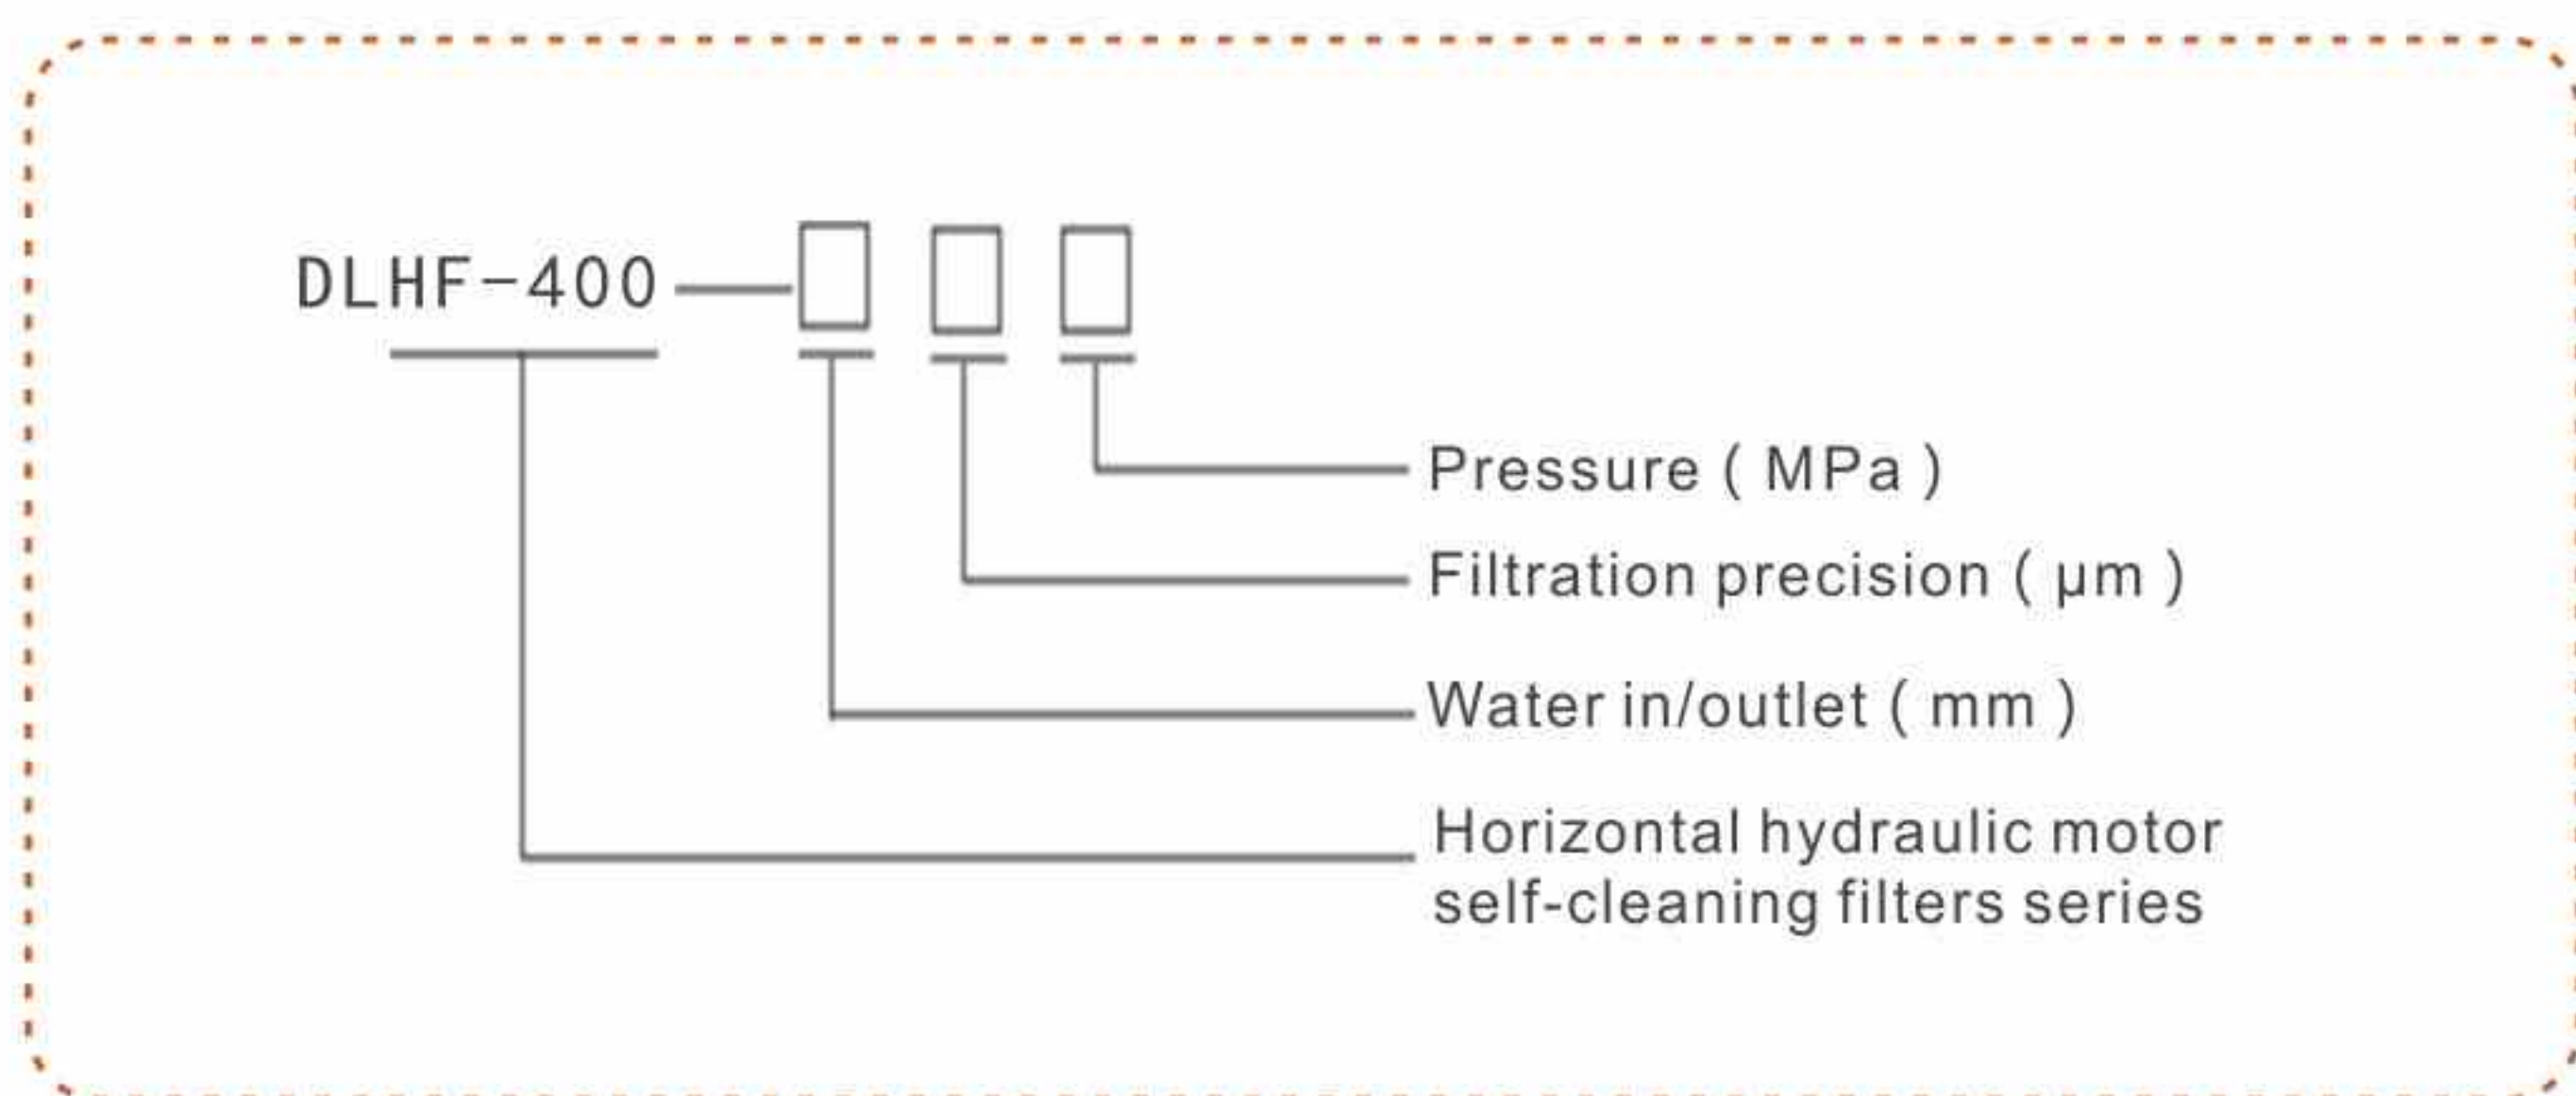 DLHF-400
Pressure ( MPa )
Filtration precision ( μm )
Water in/outlet ( mm )
Horizontal hydraulic motor
self-cleaning filters series